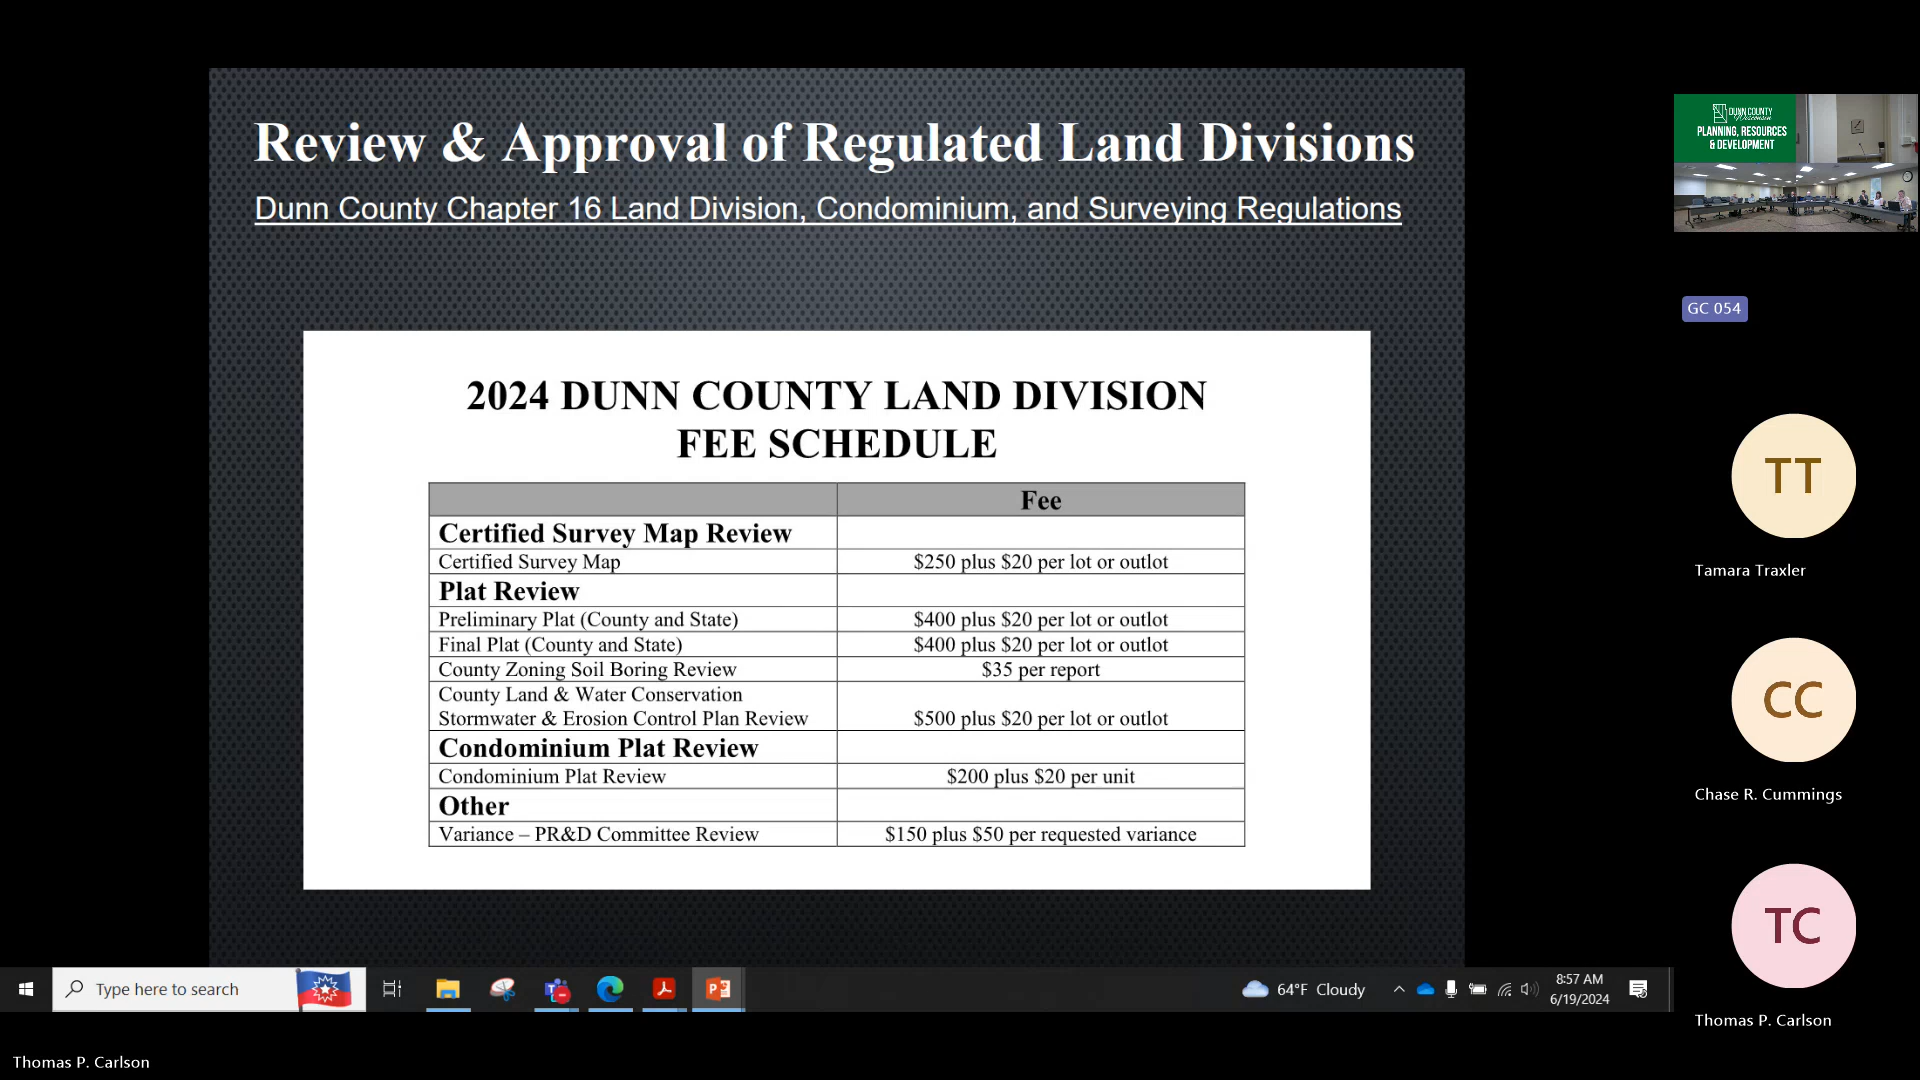 Review & Approval of Regulated Land Divisions
Dunn County Chapter 16 Land Division, Condominium, and Surveying Regulations
2024 DUNN COUNTY LAND DIVISION
FEE SCHEDULE
Fee
Certified Survey Map Review
Certified Survey Map $250 plus $20 per lot or outlot
Plat Review
Preliminary Plat (County and State) $400 plus $20 per lot or outlot
Final Plat (County and State) $400 plus $20 per lot or outlot
County Zoning Soil Boring Review $35 per report
County Land & Water Conservation
Stormwater & Erosion Control Plan Review $500 plus $20 per lot or outlot
Condominium Plat Review
Condominium Plat Review $200 plus $20 per unit
Other
Variance – PR&D Committee Review $150 plus $50 per requested variance
DUNN COUNTY
Wisconsin
PLANNING, RESOURCES
& DEVELOPMENT
GC 054
TT
Tamara Traxler
CC
Chase R. Cummings
TC
Thomas P. Carlson
Type here to search
64°F Cloudy
8:57 AM
6/19/2024
Thomas P. Carlson